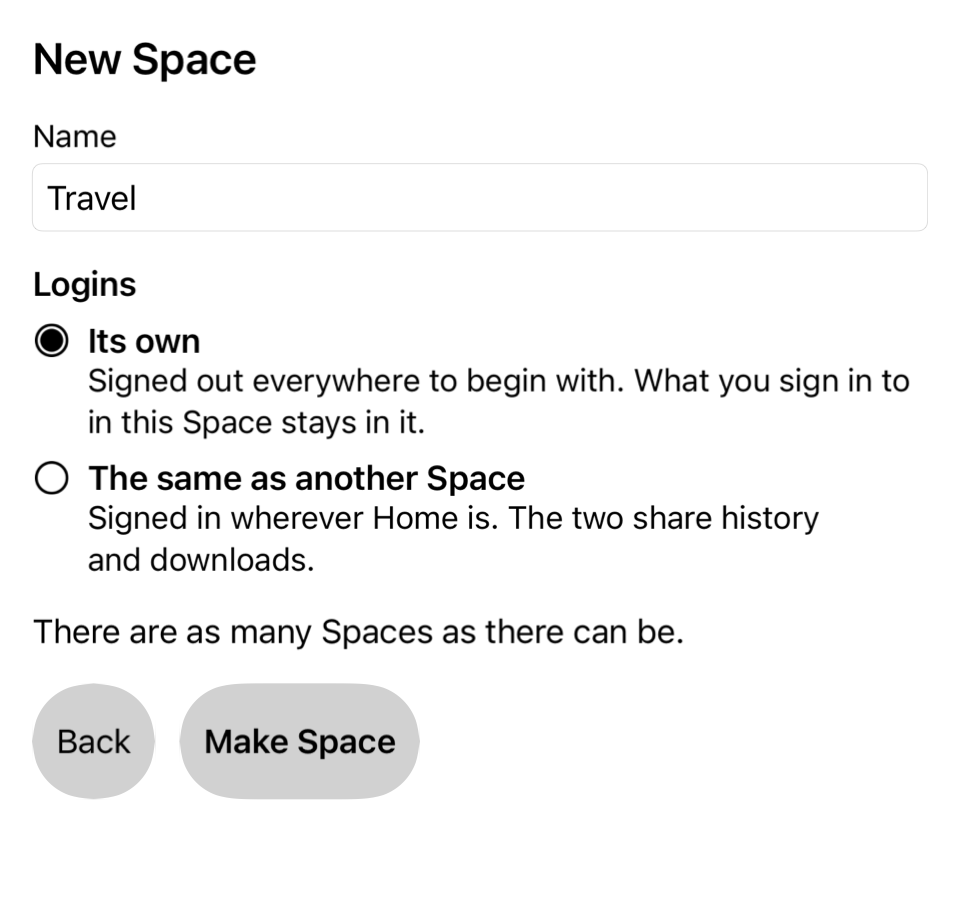 New Space
Name
Travel
Logins
Its own
Signed out everywhere to begin with. What you sign in to
in this Space stays in it.
The same as another Space
Signed in wherever Home is. The two share history
and downloads.
There are as many Spaces as there can be.
Back
Make Space